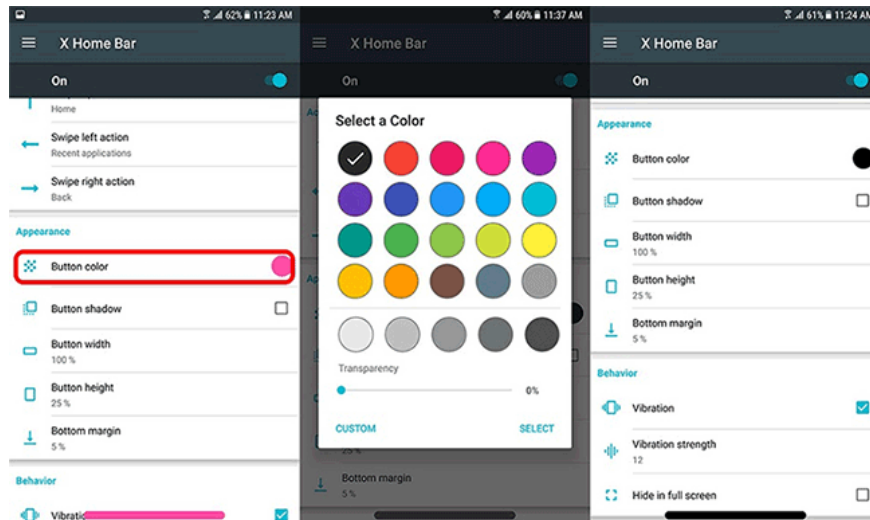 62% 11:23 AM
X Home Bar
On
Home
Swipe left action
Recent applications
Swipe right action
Back
Appearance
Button color
Button shadow
Button width
100 %
Button height
25 %
Bottom margin
5 %
Behavior
Vibratio
60% 11:37 AM
X Home Bar
On
Select a Color
Transparency
0%
CUSTOM
SELECT
25 %
Bottom margin
5 %
61% 11:24 AM
X Home Bar
On
Appearance
Button color
Button shadow
Button width
100 %
Button height
25 %
Bottom margin
5 %
Behavior
Vibration
Vibration strength
12
Hide in full screen